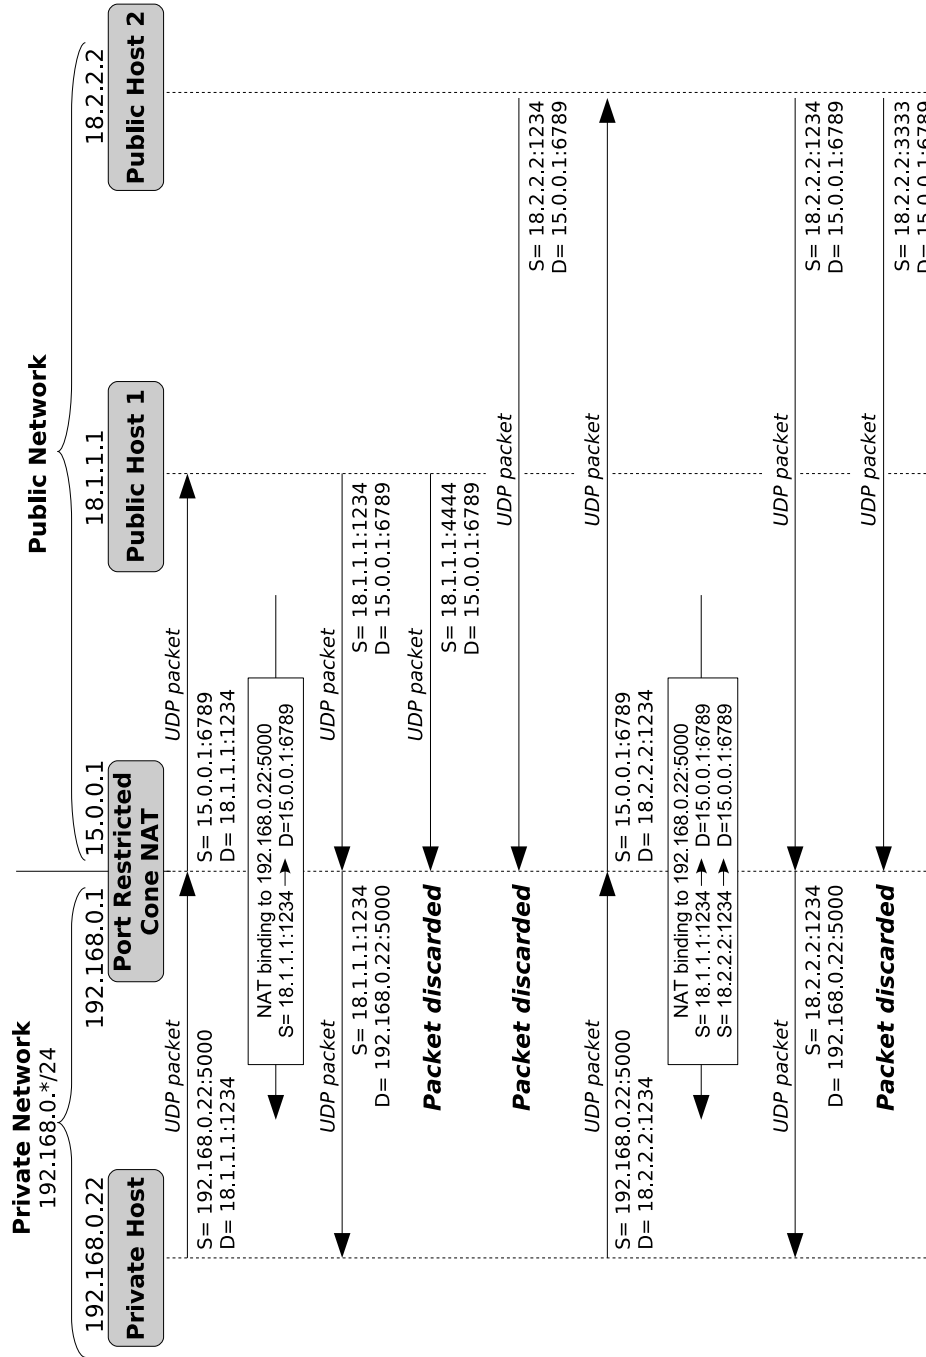 Private Network
192.168.0.*/24
Public Network
192.168.0.22
192.168.0.1
15.0.0.1
18.1.1.1
18.2.2.2
Private Host
Port Restricted
Cone NAT
Public Host 1
Public Host 2
UDP packet
S= 192.168.0.22:5000
D= 18.1.1.1:1234
UDP packet
S= 15.0.0.1:6789
D= 18.1.1.1:1234
NAT binding to 192.168.0.22:5000
S= 18.1.1.1:1234 D=15.0.0.1:6789
UDP packet
S= 18.1.1.1:1234
D= 192.168.0.22:5000
UDP packet
S= 18.1.1.1:1234
D= 15.0.0.1:6789
Packet discarded
UDP packet
S= 18.1.1.1:4444
D= 15.0.0.1:6789
Packet discarded
UDP packet
S= 18.2.2.2:1234
D= 15.0.0.1:6789
UDP packet
S= 192.168.0.22:5000
D= 18.2.2.2:1234
UDP packet
S= 15.0.0.1:6789
D= 18.2.2.2:1234
NAT binding to 192.168.0.22:5000
S= 18.1.1.1:1234 D=15.0.0.1:6789
S= 18.2.2.2:1234 D=15.0.0.1:6789
UDP packet
S= 18.2.2.2:1234
D= 192.168.0.22:5000
UDP packet
S= 18.2.2.2:1234
D= 15.0.0.1:6789
Packet discarded
UDP packet
S= 18.2.2.2:3333
D= 15.0.0.1:6789